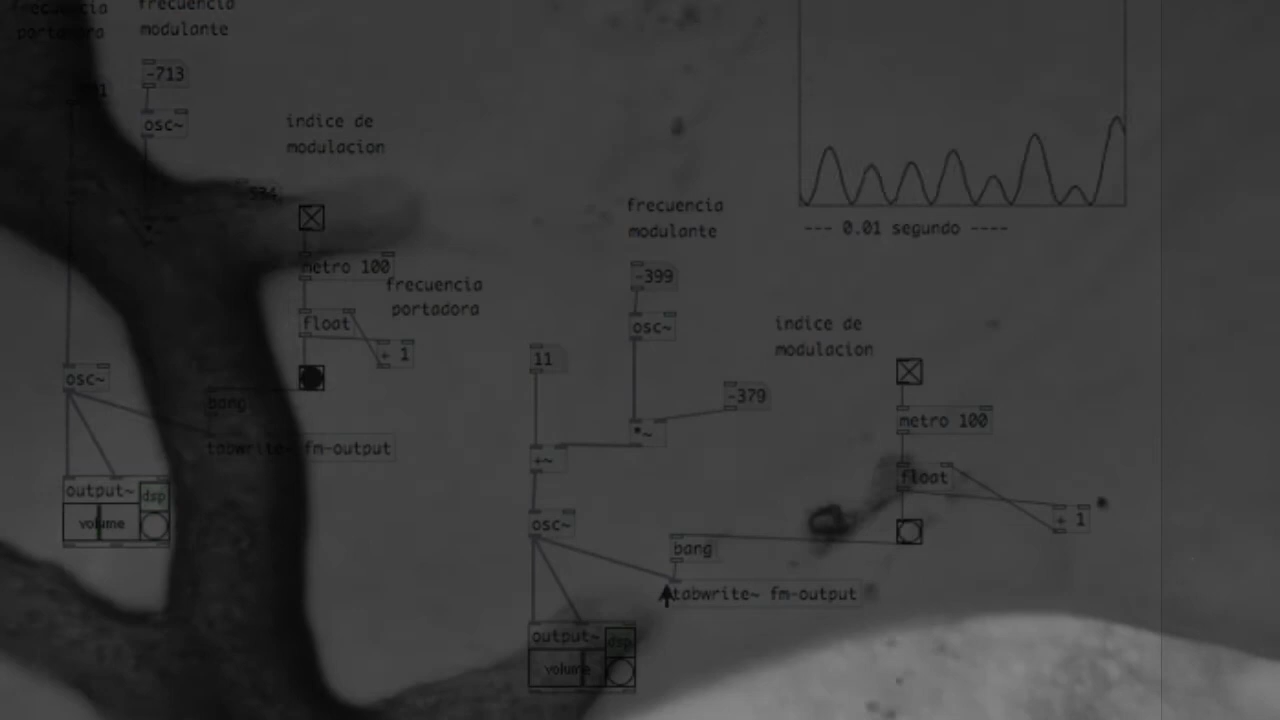 frecuencia
portadora
frecuencia
modulante
-713
osc~
indice de
modulacion
metro 100
frecuencia
portadora
float
+ 1
osc~
bang
tabwrite~ fm-output
output~
dsp
volume
--- 0.01 segundo ----
frecuencia
modulante
-399
osc~
indice de
modulacion
11
-379
*~
+~
metro 100
float
+ 1
osc~
bang
tabwrite~ fm-output
output~
dsp
volume